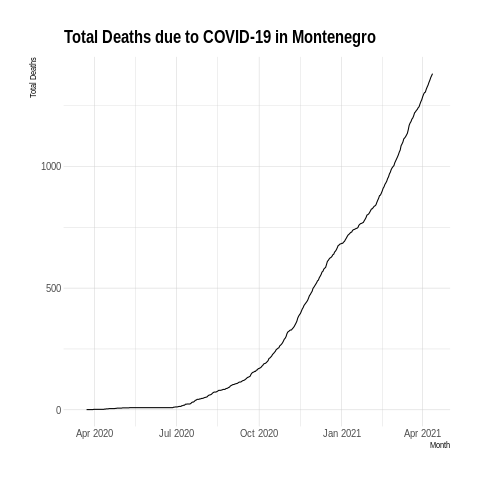 Total Deaths due to COVID-19 in Montenegro
Total Deaths
1000
500
0
Apr 2020 Jul 2020 Oct 2020 Jan 2021 Apr 2021
Month